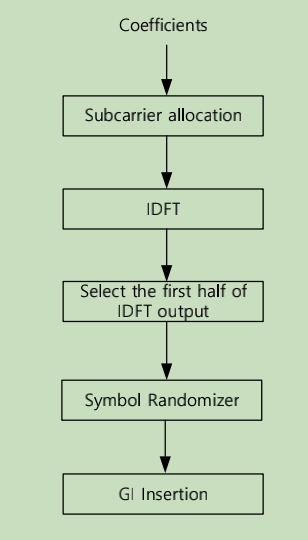 Coefficients
Subcarrier allocation
IDFT
Select the first half of
IDFT output
Symbol Randomizer
GI Insertion